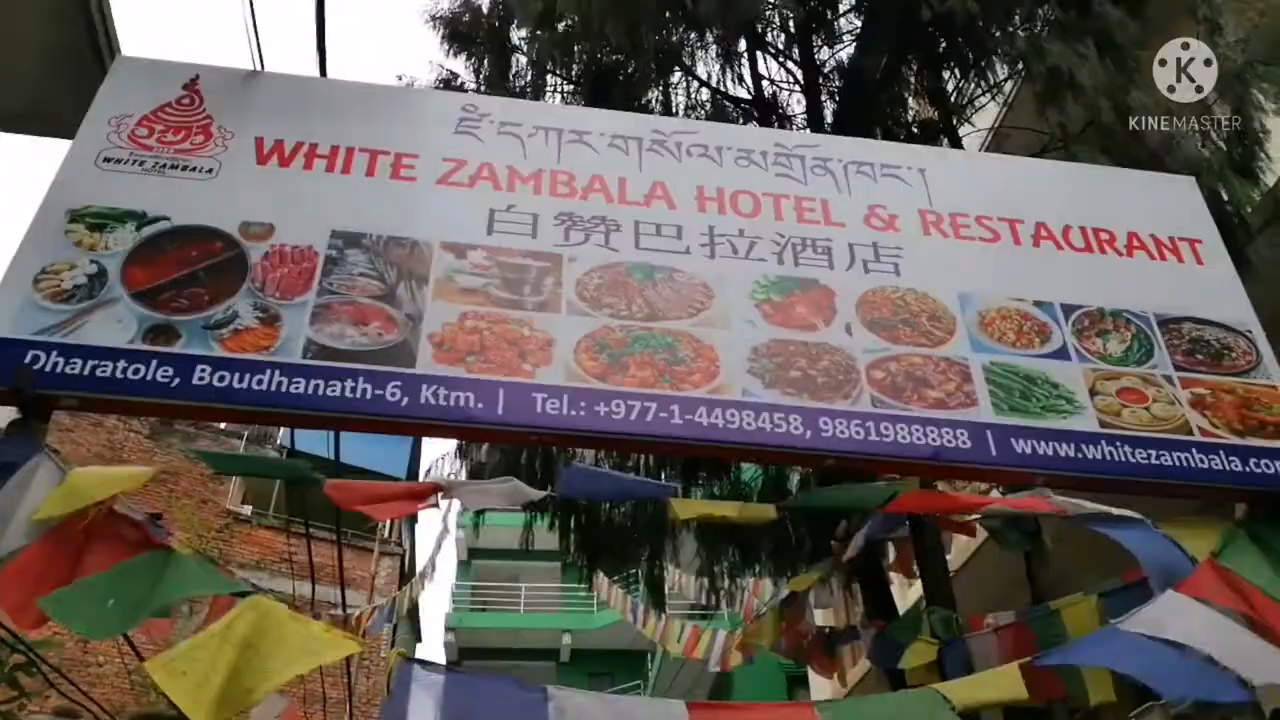 KINEMASTER
WHITE ZAMBALA
HOTEL
ཛཾ་དཀར་གསོལ་མགྲོན་ཁང་།
WHITE ZAMBALA HOTEL & RESTAURANT
白赞巴拉酒店
Dharatole, Boudhanath-6, Ktm. | Tel.: +977-1-4498458, 9861988888 | www.whitezambala.com